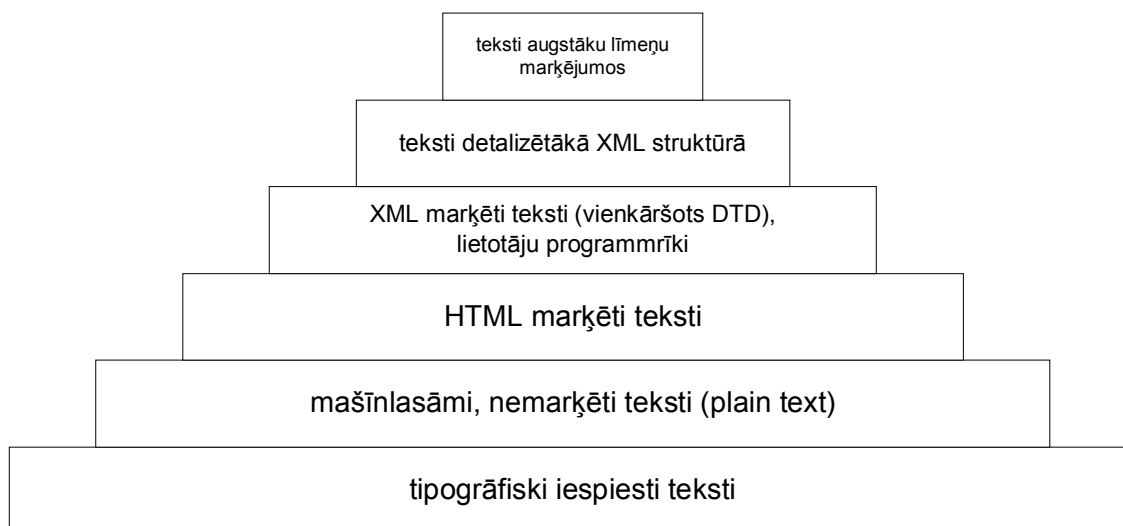 teksti augstāku līmeņu
marķējumos
teksti detalizētākā XML struktūrā
XML marķēti teksti (vienkāršots DTD),
lietotāju programmrīki
HTML marķēti teksti
mašīnlasāmi, nemarķēti teksti (plain text)
tipogrāfiski iespiesti teksti